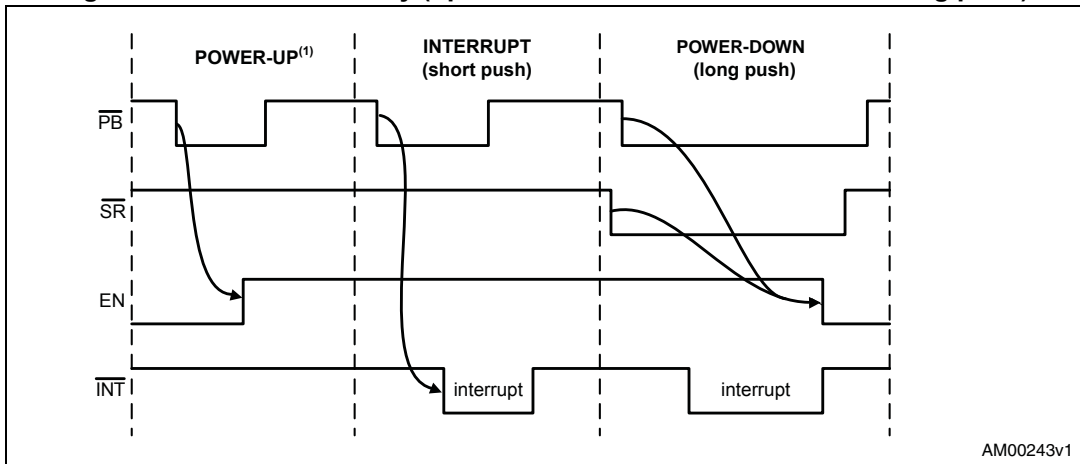 POWER-UP(1)
INTERRUPT
(short push)
POWER-DOWN
(long push)
PB
SR
EN
INT
interrupt
interrupt
AM00243v1